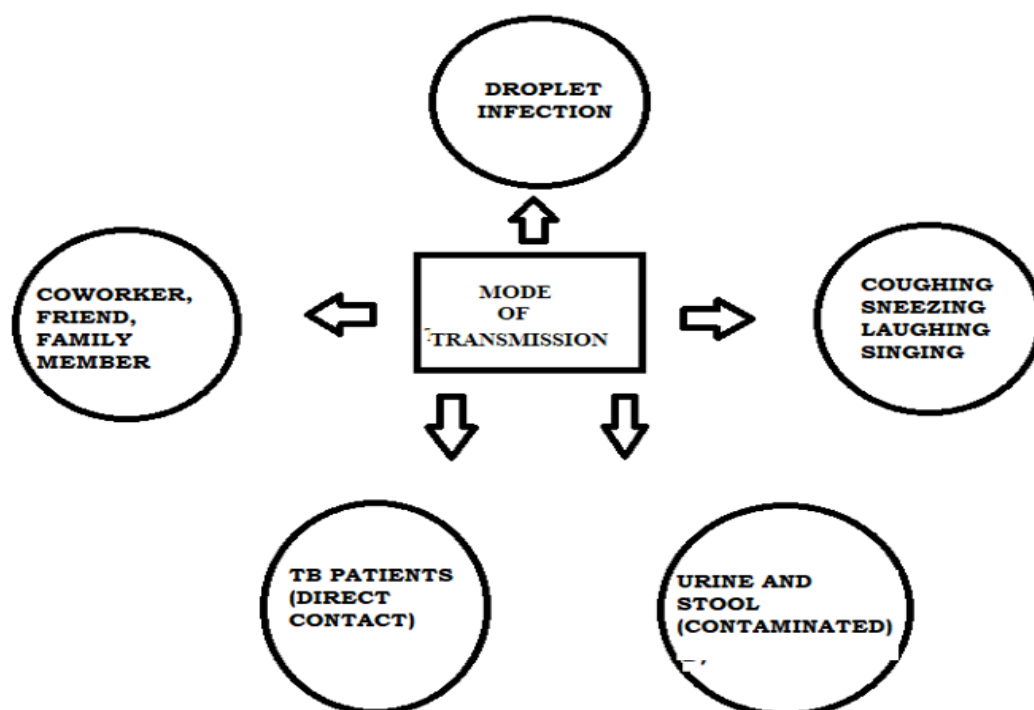 DROPLET
INFECTION
COWORKER,
FRIEND,
FAMILY
MEMBER
MODE
OF
TRANSMISSION
COUGHING
SNEEZING
LAUGHING
SINGING
TB PATIENTS
(DIRECT
CONTACT)
URINE AND
STOOL
(CONTAMINATED)